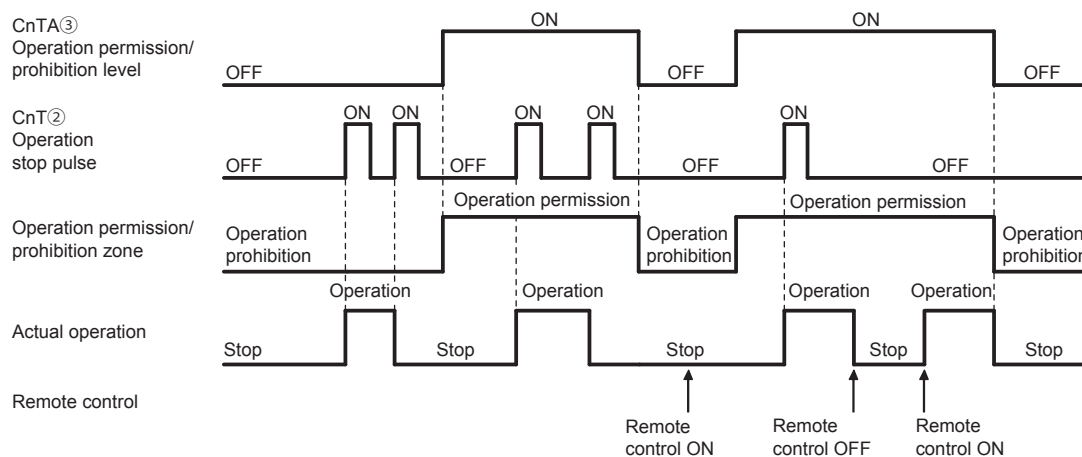 CnTA③
Operation permission/
prohibition level
OFF
ON
OFF
ON
OFF
CnT②
Operation
stop pulse
OFF
ON
ON
OFF
ON
ON
OFF
ON
OFF
Operation permission/
prohibition zone
Operation
prohibition
Operation permission
Operation
prohibition
Operation permission
Operation
prohibition
Actual operation
Stop
Operation
Stop
Operation
Stop
Operation
Stop
Operation
Stop
Remote control
Remote
control ON
Remote
control OFF
Remote
control ON